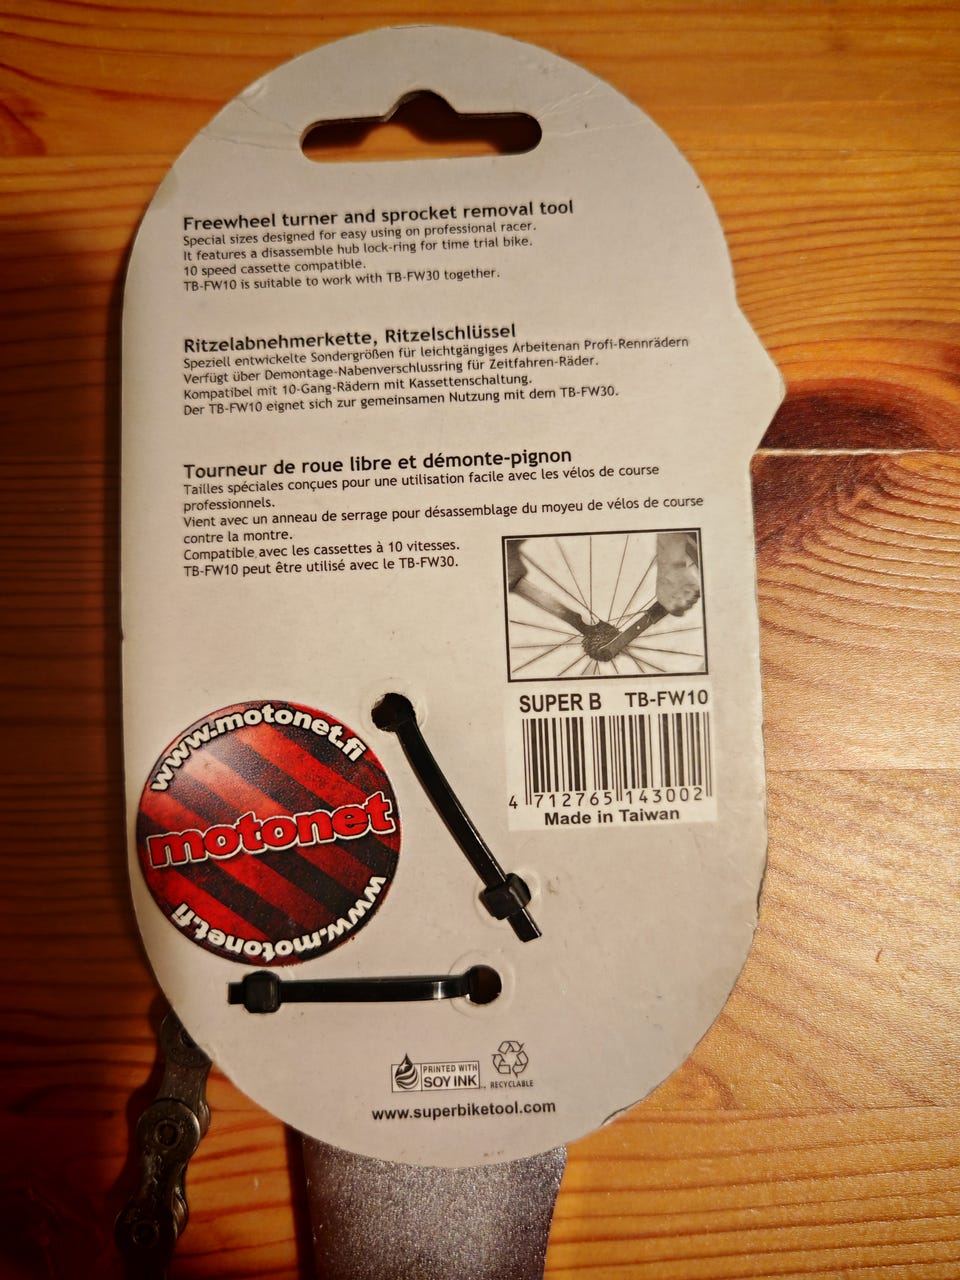 Freewheel turner and sprocket removal tool
Special sizes designed for easy using on professional racer.
It features a disassemble hub lock-ring for time trial bike.
10 speed cassette compatible.
TB-FW10 is suitable to work with TB-FW30 together.
Ritzelabnehmerkette, Ritzelschlüssel
Speziell entwickelte Sondergrößen für leichtgängiges Arbeitenan Profi-Rennrädern
Verfügt über Demontage-Nabenverschlussring für Zeitfahren-Räder.
Kompatibel mit 10-Gang-Rädern mit Kassettenschaltung.
Der TB-FW10 eignet sich zur gemeinsamen Nutzung mit dem TB-FW30.
Tourneur de roue libre et démonte-pignon
Tailles spéciales conçues pour une utilisation facile avec les vélos de course
professionnels.
Vient avec un anneau de serrage pour désassemblage du moyeu de vélos de course
contre la montre.
Compatible avec les cassettes à 10 vitesses.
TB-FW10 peut être utilisé avec le TB-FW30.
SUPER B TB-FW10
4 712765 143002
Made in Taiwan
www.motonet.fi
motonet
www.motonet.fi
PRINTED WITH
SOY INK
RECYCLABLE
www.superbiketool.com